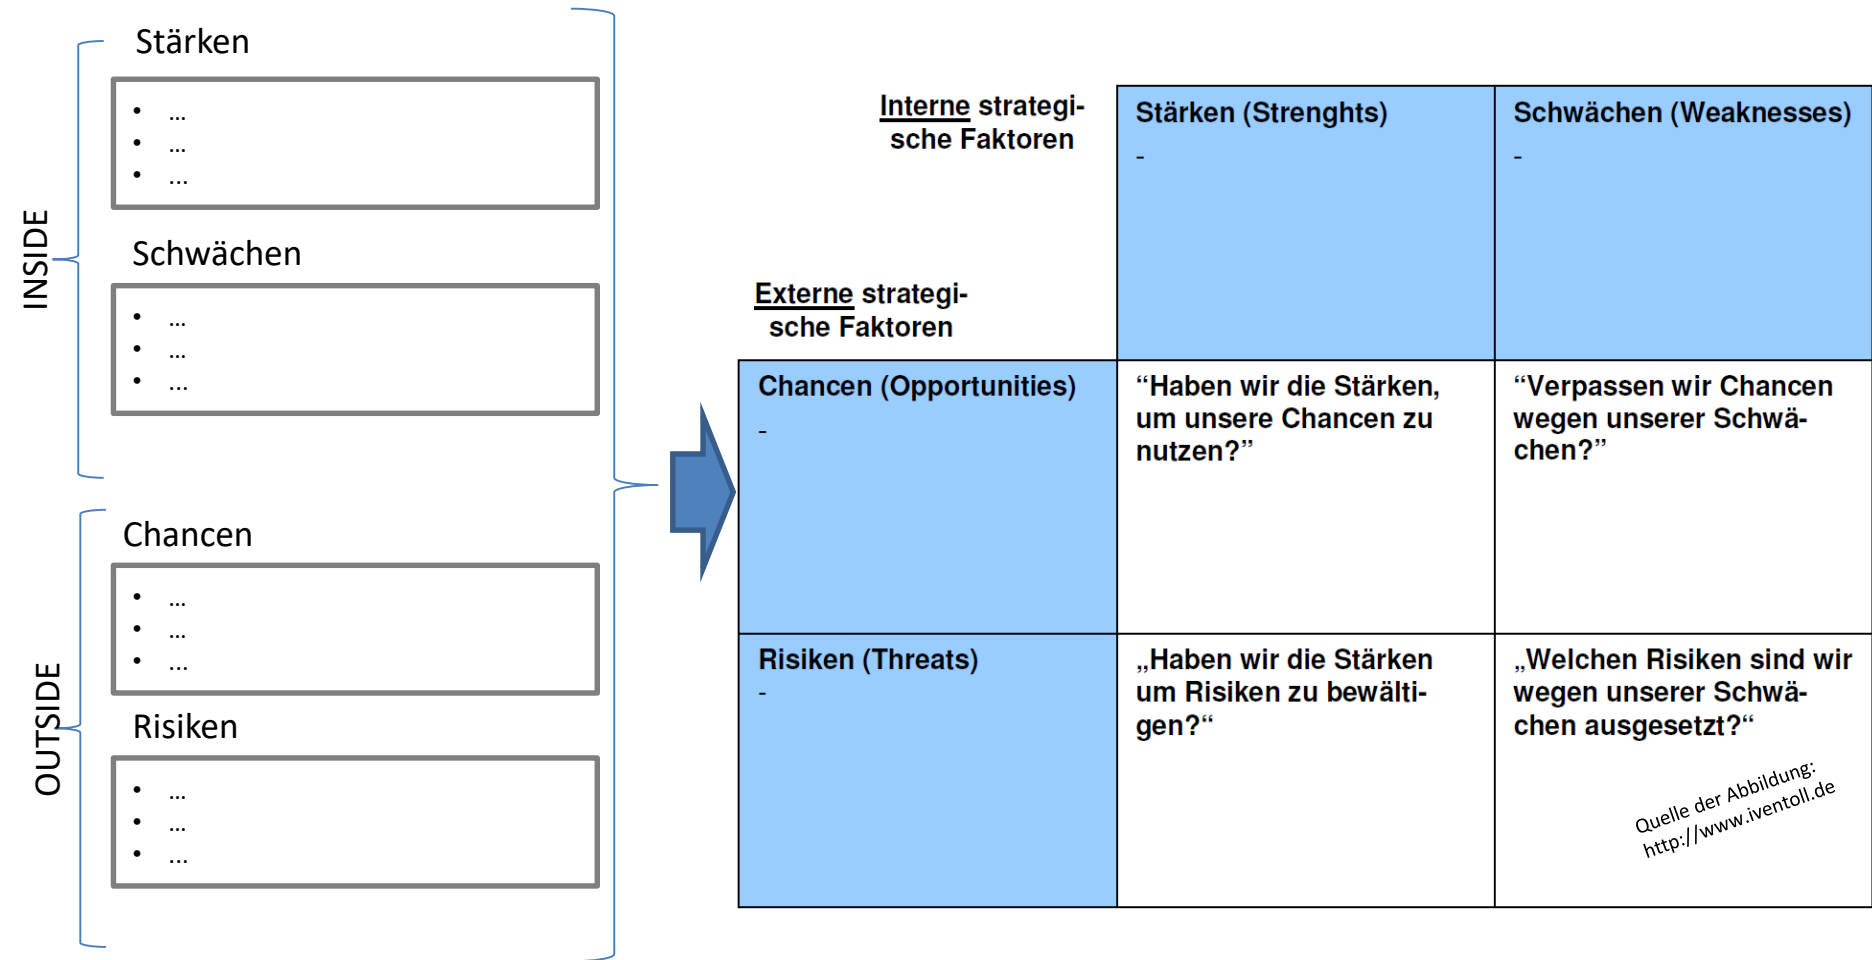 INSIDE
Stärken
• ...
• ...
• ...
Schwächen
• ...
• ...
• ...
OUTSIDE
Chancen
• ...
• ...
• ...
Risiken
• ...
• ...
• ...
Interne strategi-
sche Faktoren
Externe strategi-
sche Faktoren
Stärken (Strenghts)
-
Schwächen (Weaknesses)
-
Chancen (Opportunities)
-
“Haben wir die Stärken,
um unsere Chancen zu
nutzen?”
“Verpassen wir Chancen
wegen unserer Schwä-
chen?”
Risiken (Threats)
-
„Haben wir die Stärken
um Risiken zu bewälti-
gen?“
„Welchen Risiken sind wir
wegen unserer Schwä-
chen ausgesetzt?“
Quelle der Abbildung:
http://www.iventoll.de